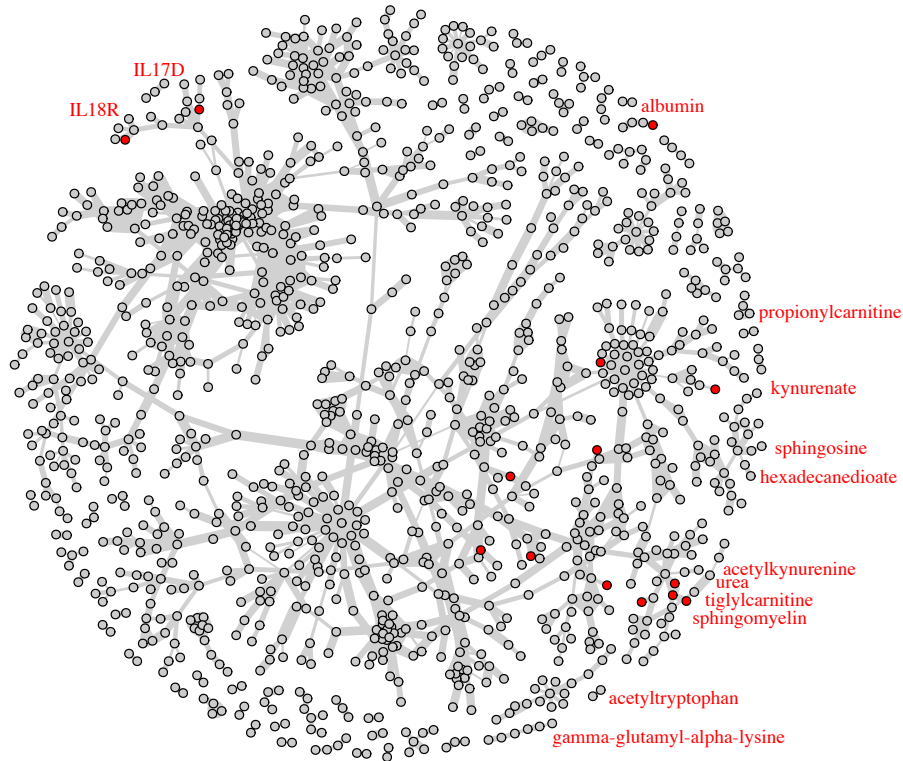 IL17D
IL18R
albumin
propionylcarnitine
kynurenate
sphingosine
hexadecanedioate
acetylkynurenine
urea
tiglylcarnitine
sphingomyelin
acetyltryptophan
gamma-glutamyl-alpha-lysine